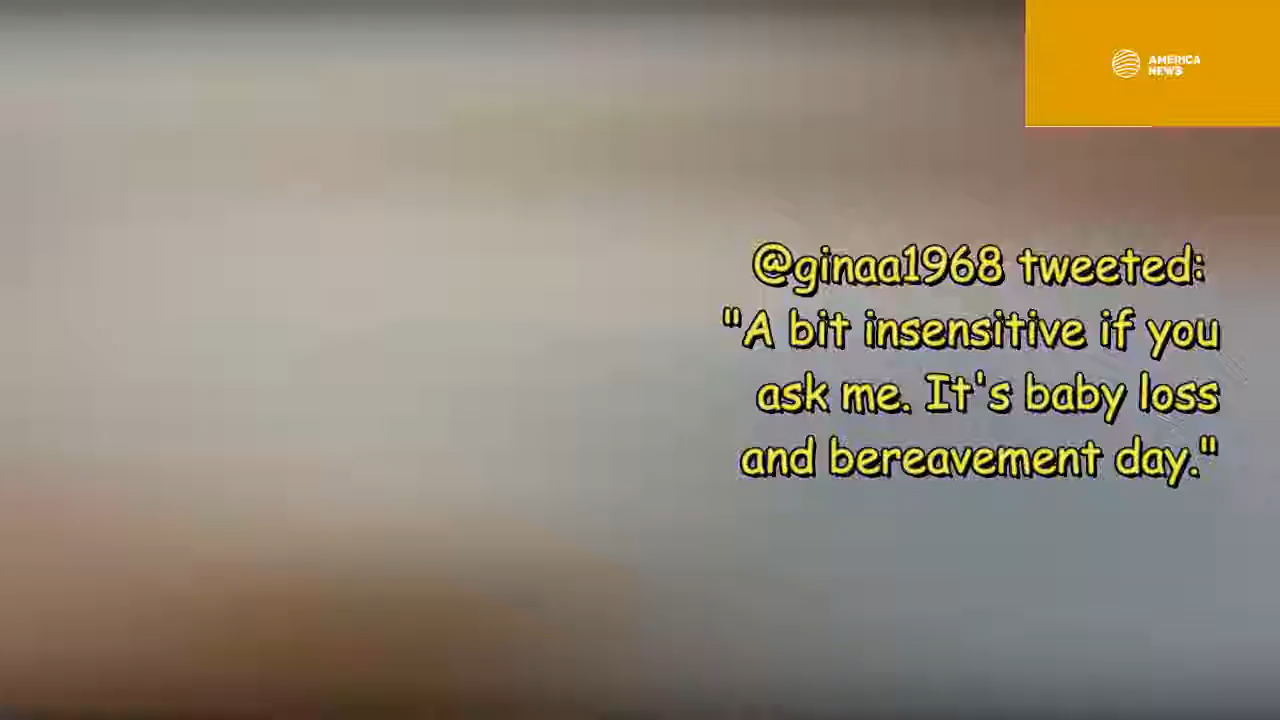 AMERICA
NEWS
@ginaa1968 tweeted:
"A bit insensitive if you
ask me. It's baby loss
and bereavement day."